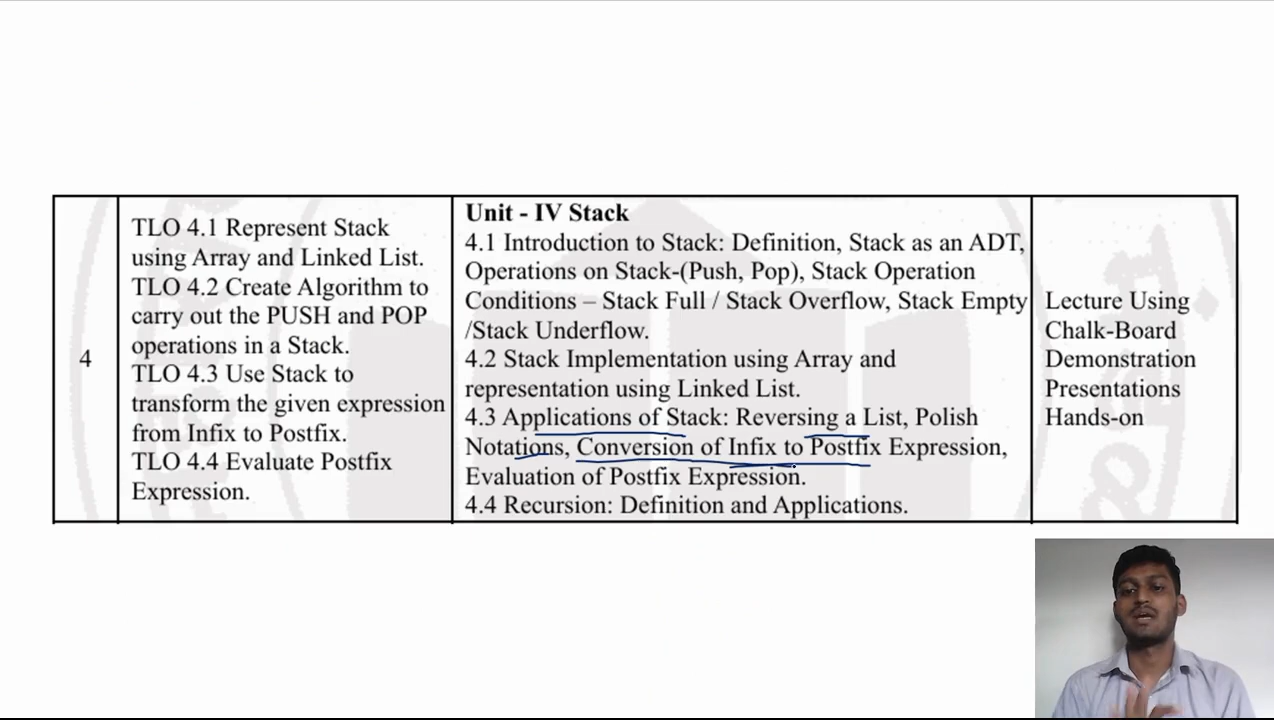 4
TLO 4.1 Represent Stack
using Array and Linked List.
TLO 4.2 Create Algorithm to
carry out the PUSH and POP
operations in a Stack.
TLO 4.3 Use Stack to
transform the given expression
from Infix to Postfix.
TLO 4.4 Evaluate Postfix
Expression.
Unit - IV Stack
4.1 Introduction to Stack: Definition, Stack as an ADT,
Operations on Stack-(Push, Pop), Stack Operation
Conditions – Stack Full / Stack Overflow, Stack Empty
/Stack Underflow.
4.2 Stack Implementation using Array and
representation using Linked List.
4.3 Applications of Stack: Reversing a List, Polish
Notations, Conversion of Infix to Postfix Expression,
Evaluation of Postfix Expression.
4.4 Recursion: Definition and Applications.
Lecture Using
Chalk-Board
Demonstration
Presentations
Hands-on